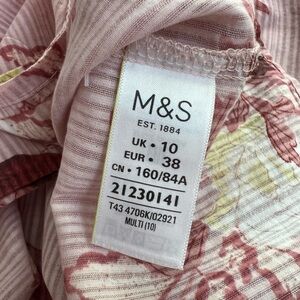 M&S
EST. 1884
UK • 10
EUR • 38
CN • 160/84A
21230141
T43 4706K/02921
MULTI (10)